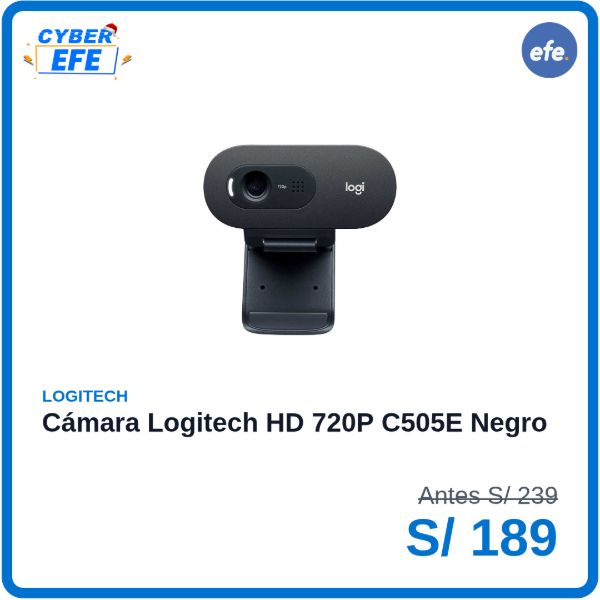 CYBER
EFE
efe.
720p
logi
LOGITECH
Cámara Logitech HD 720P C505E Negro
Antes S/ 239
S/ 189